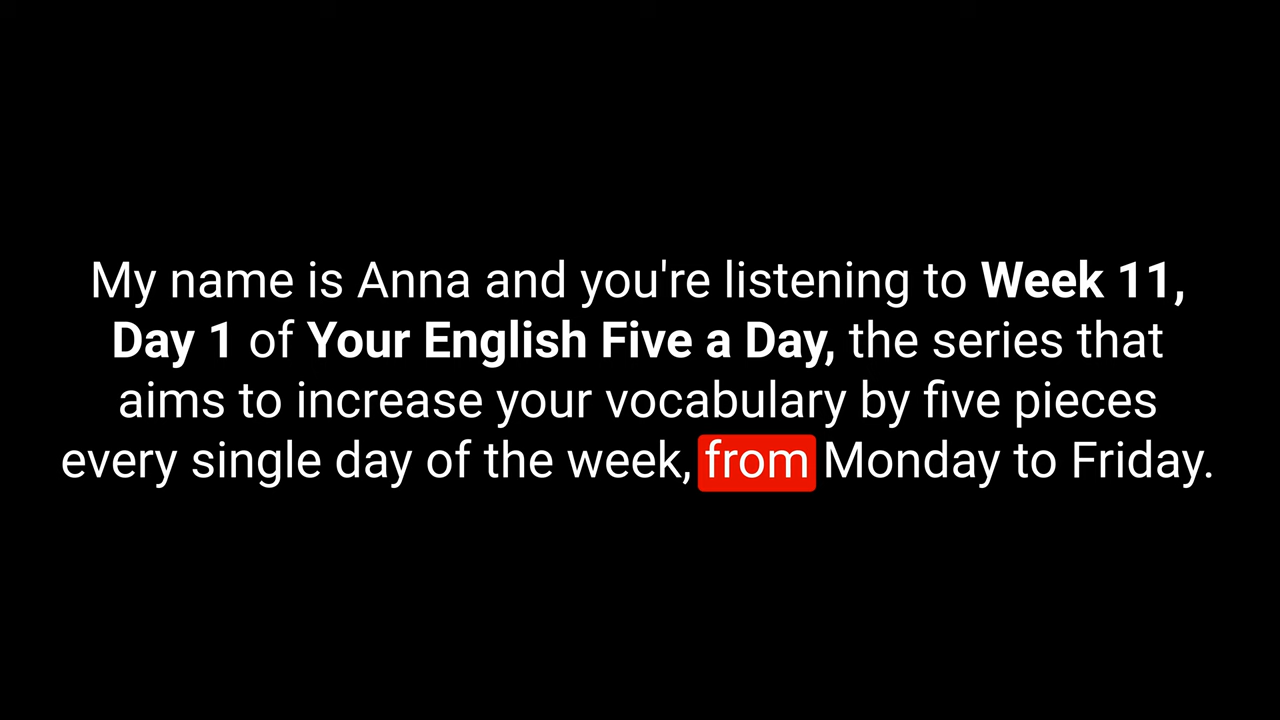 My name is Anna and you're listening to Week 11,
Day 1 of Your English Five a Day, the series that
aims to increase your vocabulary by five pieces
every single day of the week, from Monday to Friday.